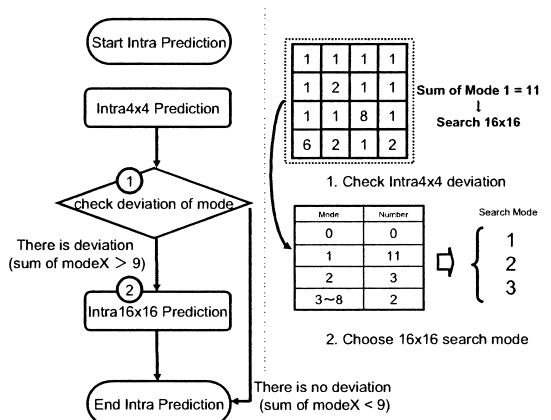 Start Intra Prediction
Intra4x4 Prediction
1
check deviation of mode
There is deviation
(sum of modeX > 9)
2
Intra16x16 Prediction
End Intra Prediction
There is no deviation
(sum of modeX < 9)
1 1 1 1
1 2 1 1
1 1 8 1
6 2 1 2
Sum of Mode 1 = 11
↓
Search 16x16
1. Check Intra4x4 deviation
Mode Number
0 0
1 11
2 3
3~8 2
Search Mode
1
2
3
2. Choose 16x16 search mode